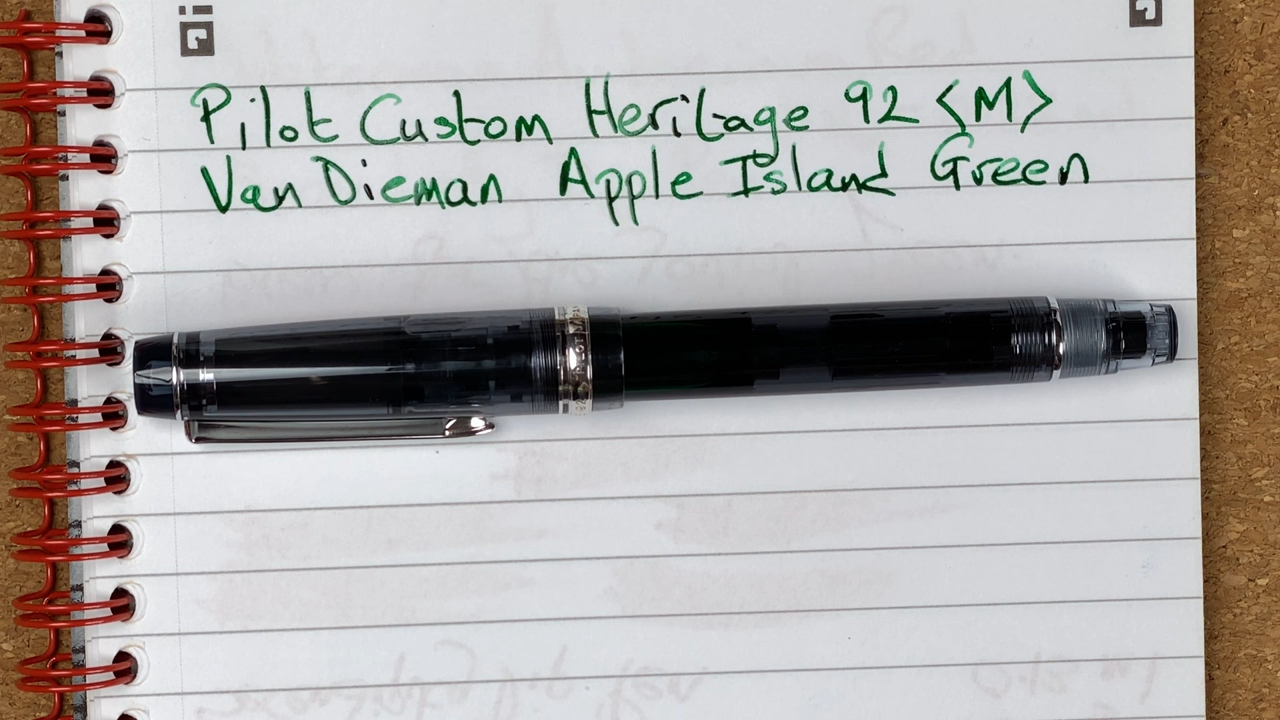 Pilot Custom Heritage 92 <M>
Van Dieman Apple Island Green